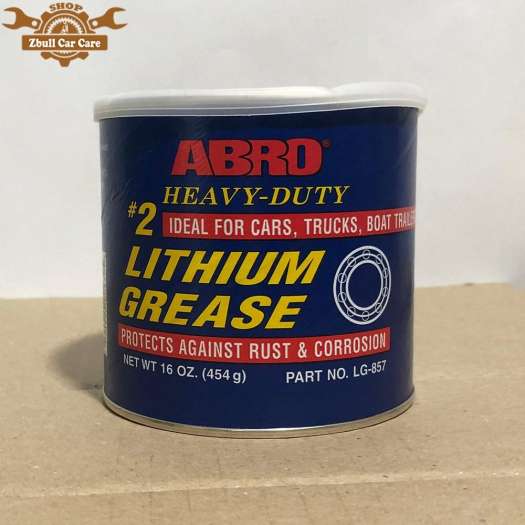 SHOP
Zbull Car Care
ABRO®
HEAVY-DUTY
#2
IDEAL FOR CARS, TRUCKS, BOAT
LITHIUM
GREASE
PROTECTS AGAINST RUST & CORROSION
NET WT 16 OZ. (454 g)
PART NO. LG-857